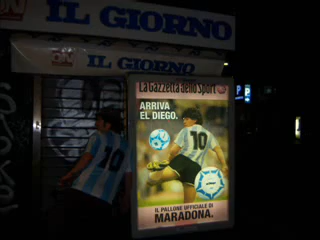 IL GIORNO
IL GIORNO
La Gazzetta dello Sport
ARRIVA
EL DIEGO.
10
10
IL PALLONE UFFICIALE DI
MARADONA.
P